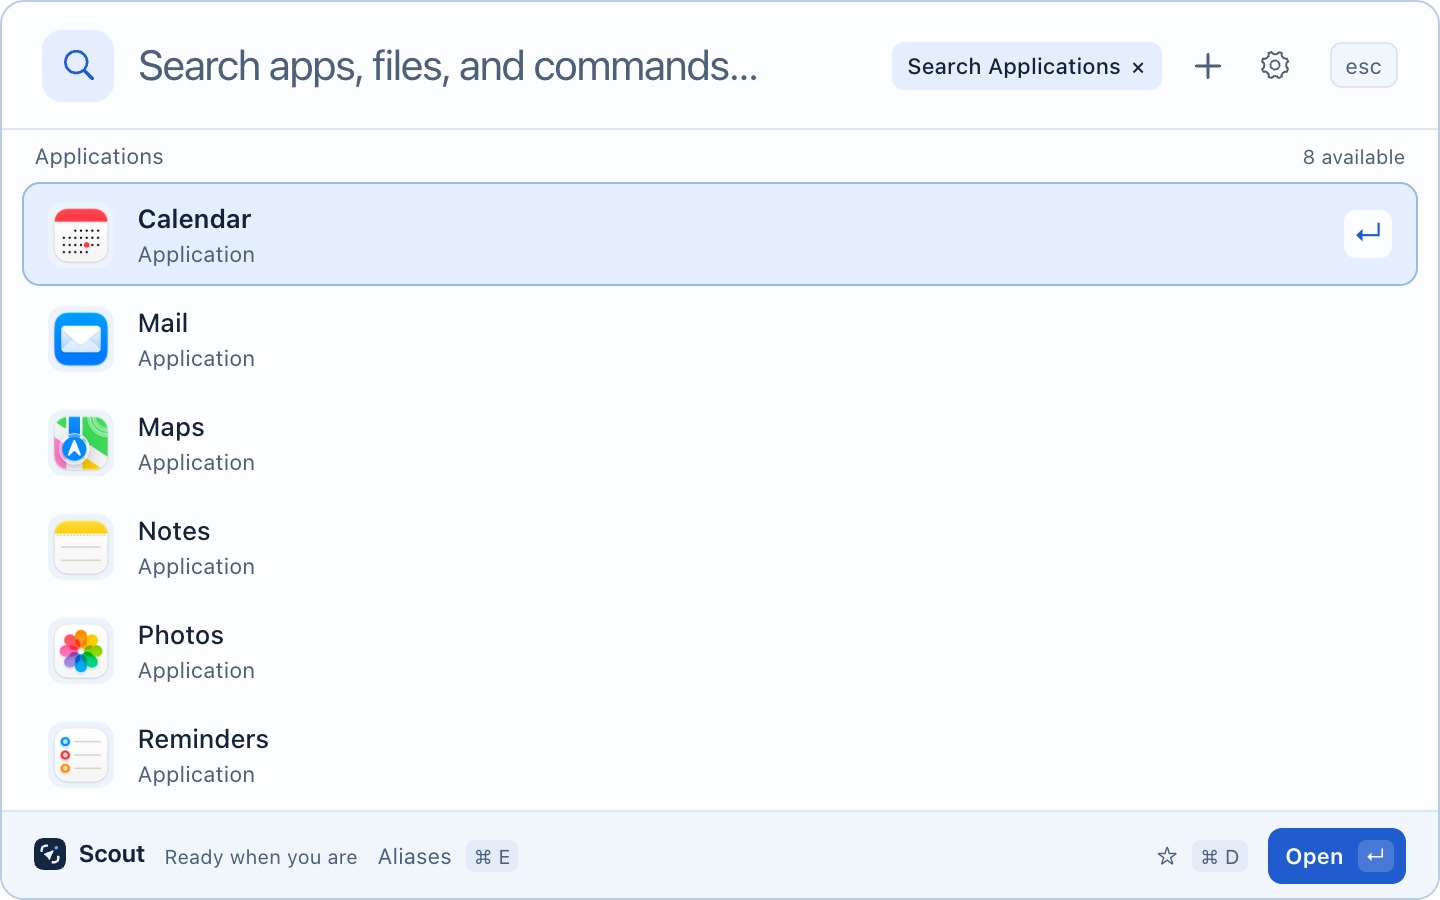 Search apps, files, and commands...
Search Applications ×
esc
Applications
8 available
Calendar
Application
Mail
Application
Maps
Application
Notes
Application
Photos
Application
Reminders
Application
Scout
Ready when you are
Aliases
⌘ E
⌘ D
Open